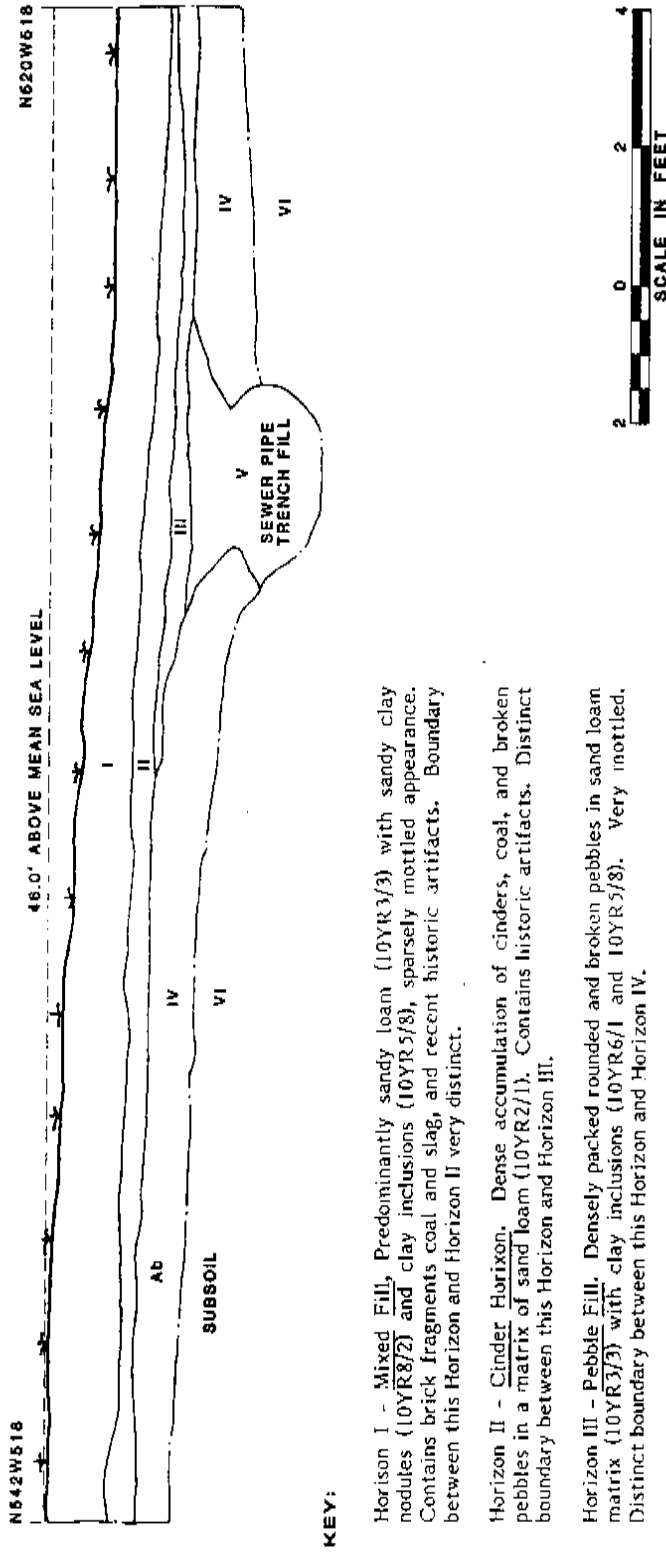 N542W518
46.0' ABOVE MEAN SEA LEVEL
N520W518
I
II
III
Ab
IV
IV
V
SEWER PIPE
TRENCH FILL
VI
VI
SUBSOIL
KEY:
Horison I - Mixed Fill, Predominantly sandy loam (10YR3/3) with sandy clay
nodules (10YR8/2) and clay inclusions (10YR5/8), sparsely mottled appearance.
Contains brick fragments coal and slag, and recent historic artifacts. Boundary
between this Horizon and Horizon II very distinct.
Horizon II - Cinder Horixon. Dense accumulation of cinders, coal, and broken
pebbles in a matrix of sand loam (10YR2/1). Contains historic artifacts. Distinct
boundary between this Horizon and Horizon III.
Horizon III - Pebble Fill. Densely packed rounded and broken pebbles in sand loam
matrix (10YR3/3) with clay inclusions (10YR6/1 and 10YR5/8). Very mottled.
Distinct boundary between this Horizon and Horizon IV.
2 0 2 4
SCALE IN FEET